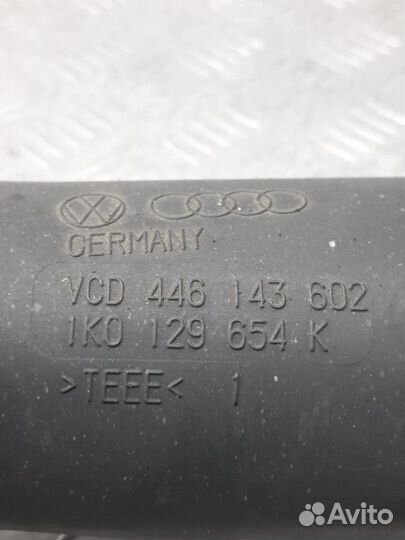 GERMANY
VCD 446 143 602
1K0 129 654 K
>TEEE< 1
Avito